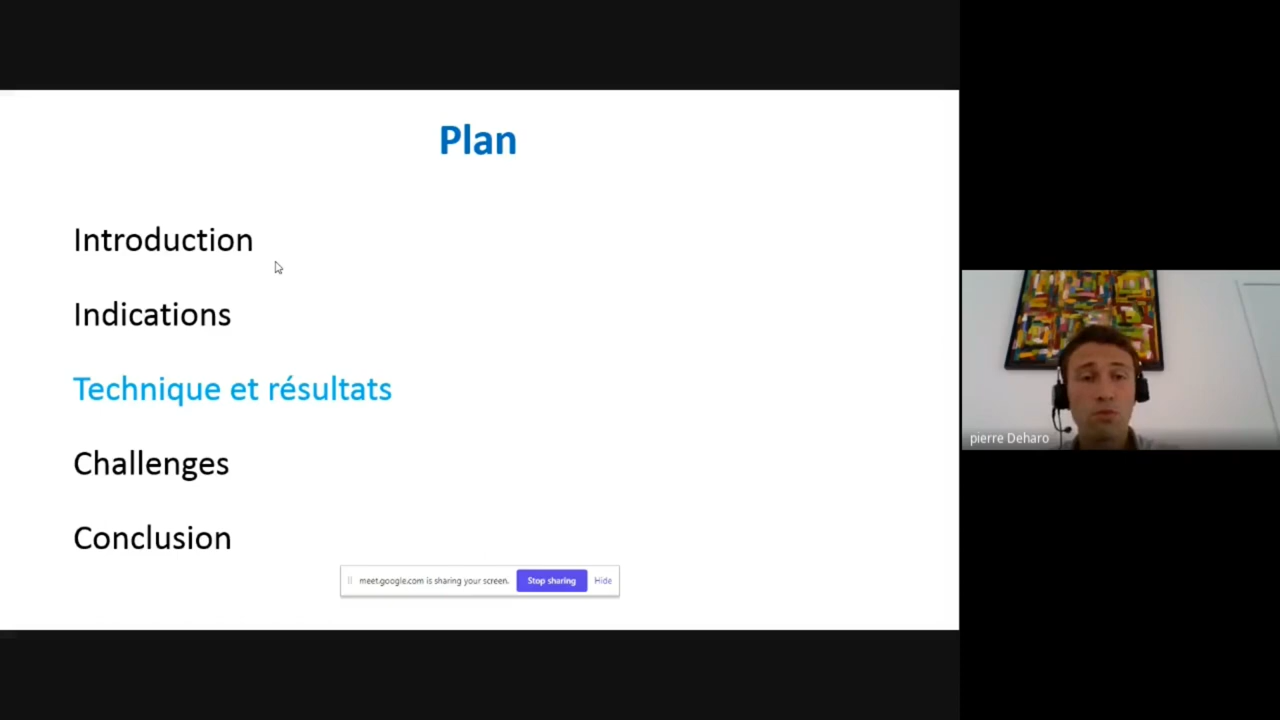 Plan
Introduction
Indications
Technique et résultats
Challenges
Conclusion
meet.google.com is sharing your screen.
Stop sharing
Hide
pierre Deharo